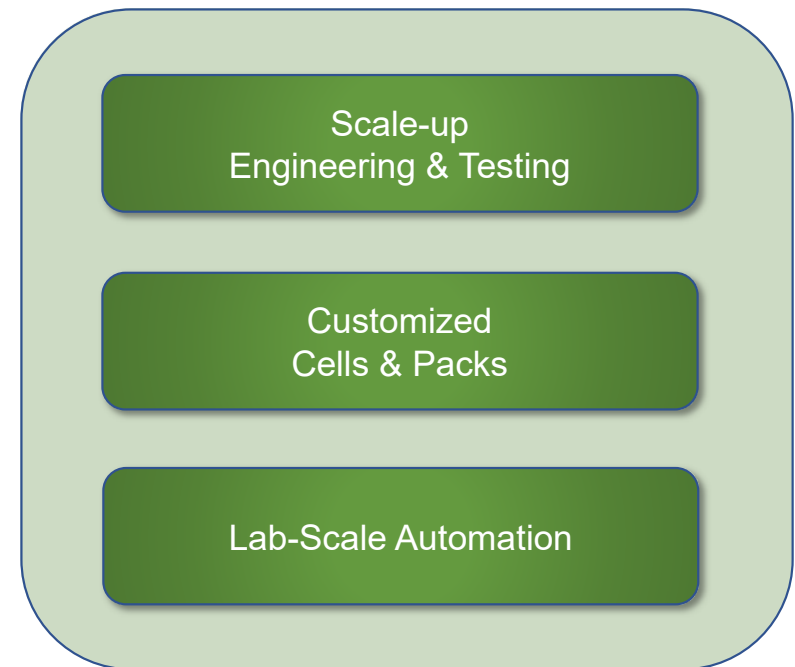 Scale-up
Engineering & Testing
Customized
Cells & Packs
Lab-Scale Automation